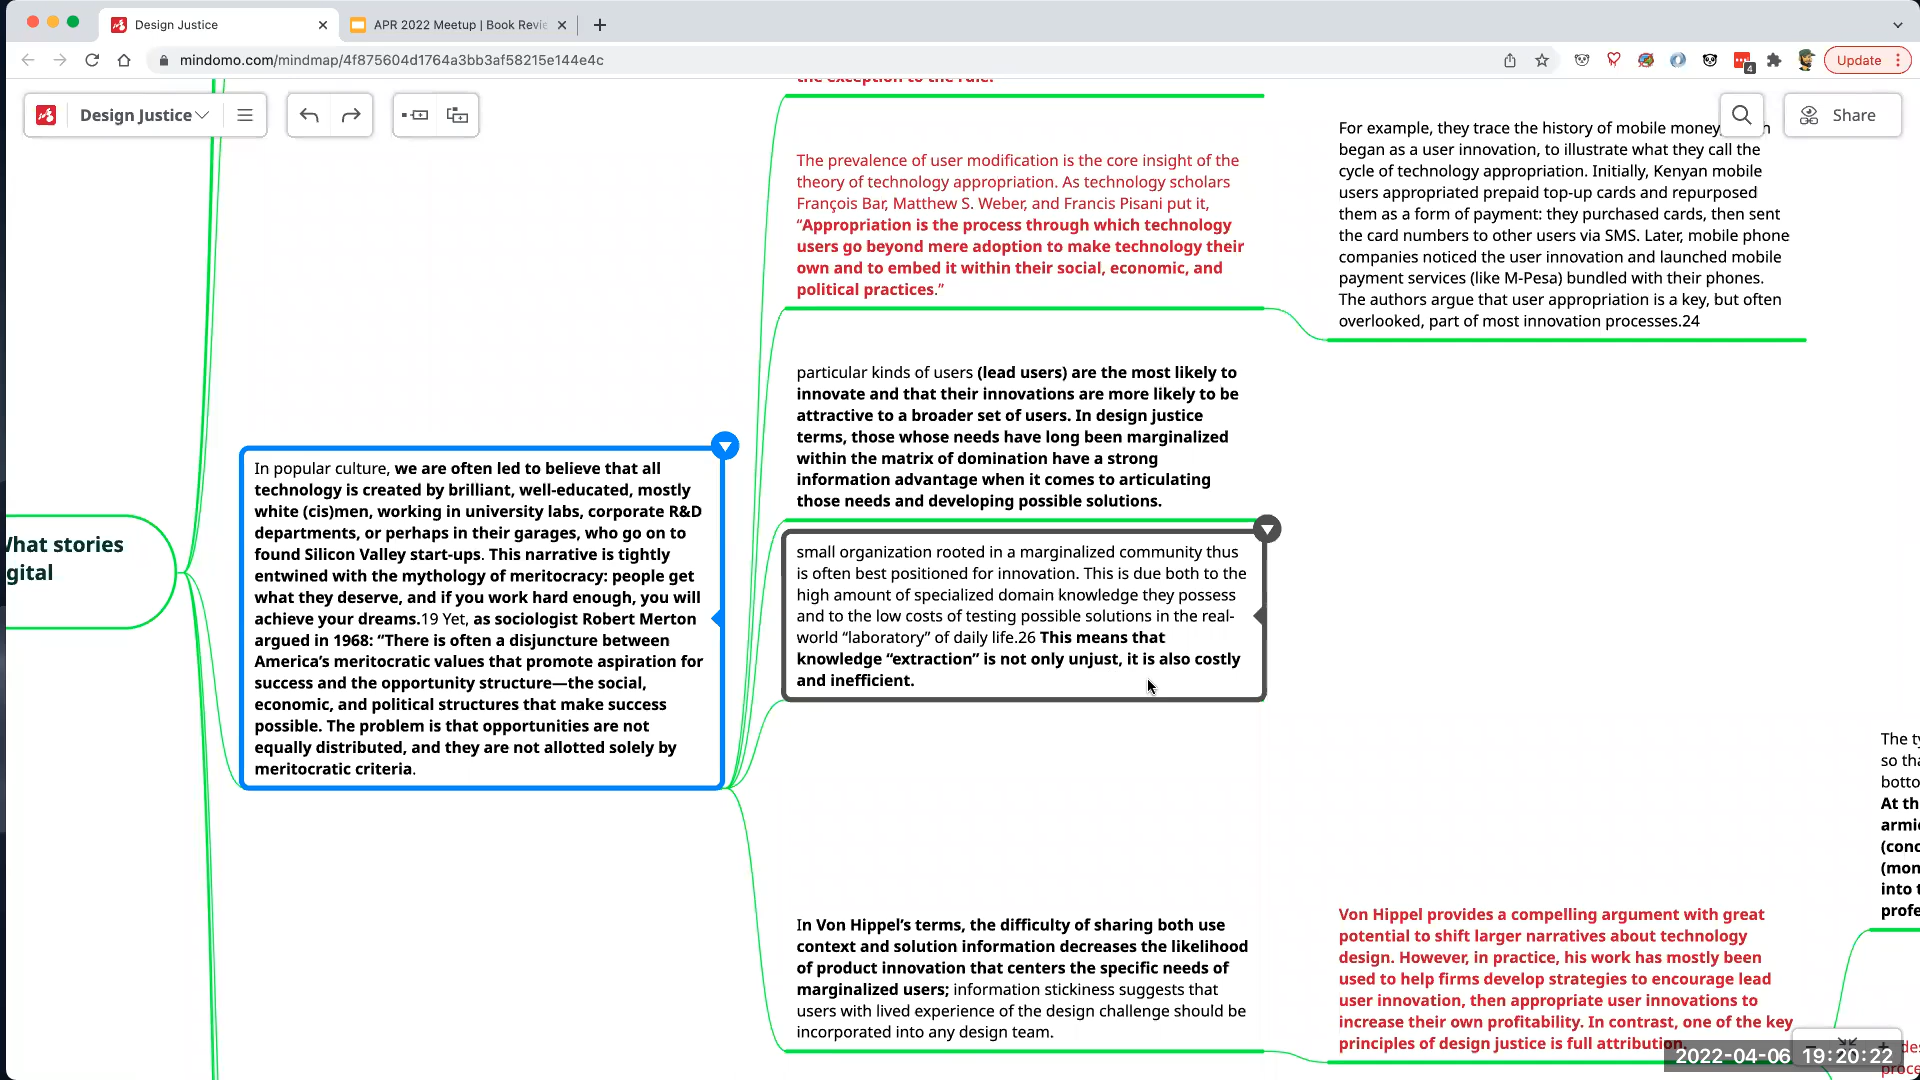 Design Justice
APR 2022 Meetup | Book Revie
mindomo.com/mindmap/4f875604d1764a3bb3af58215e144e4c
4
Update
Design Justice
Share
the exception to the rule.
The prevalence of user modification is the core insight of the
theory of technology appropriation. As technology scholars
François Bar, Matthew S. Weber, and Francis Pisani put it,
“Appropriation is the process through which technology
users go beyond mere adoption to make technology their
own and to embed it within their social, economic, and
political practices.”
For example, they trace the history of mobile money,
began as a user innovation, to illustrate what they call the
cycle of technology appropriation. Initially, Kenyan mobile
users appropriated prepaid top-up cards and repurposed
them as a form of payment: they purchased cards, then sent
the card numbers to other users via SMS. Later, mobile phone
companies noticed the user innovation and launched mobile
payment services (like M-Pesa) bundled with their phones.
The authors argue that user appropriation is a key, but often
overlooked, part of most innovation processes.24
particular kinds of users (lead users) are the most likely to
innovate and that their innovations are more likely to be
attractive to a broader set of users. In design justice
terms, those whose needs have long been marginalized
within the matrix of domination have a strong
information advantage when it comes to articulating
those needs and developing possible solutions.
What stories
gital
In popular culture, we are often led to believe that all
technology is created by brilliant, well-educated, mostly
white (cis)men, working in university labs, corporate R&D
departments, or perhaps in their garages, who go on to
found Silicon Valley start-ups. This narrative is tightly
entwined with the mythology of meritocracy: people get
what they deserve, and if you work hard enough, you will
achieve your dreams.19 Yet, as sociologist Robert Merton
argued in 1968: “There is often a disjuncture between
America’s meritocratic values that promote aspiration for
success and the opportunity structure—the social,
economic, and political structures that make success
possible. The problem is that opportunities are not
equally distributed, and they are not allotted solely by
meritocratic criteria.
small organization rooted in a marginalized community thus
is often best positioned for innovation. This is due both to the
high amount of specialized domain knowledge they possess
and to the low costs of testing possible solutions in the real-
world “laboratory” of daily life.26 This means that
knowledge “extraction” is not only unjust, it is also costly
and inefficient.
In Von Hippel’s terms, the difficulty of sharing both use
context and solution information decreases the likelihood
of product innovation that centers the specific needs of
marginalized users; information stickiness suggests that
users with lived experience of the design challenge should be
incorporated into any design team.
Von Hippel provides a compelling argument with great
potential to shift larger narratives about technology
design. However, in practice, his work has mostly been
used to help firms develop strategies to encourage lead
user innovation, then appropriate user innovations to
increase their own profitability. In contrast, one of the key
principles of design justice is full attribution.
The ty
so tha
botto
At th
armi
(conc
(mon
into t
profe
des
proce
2022-04-06 19:20:22